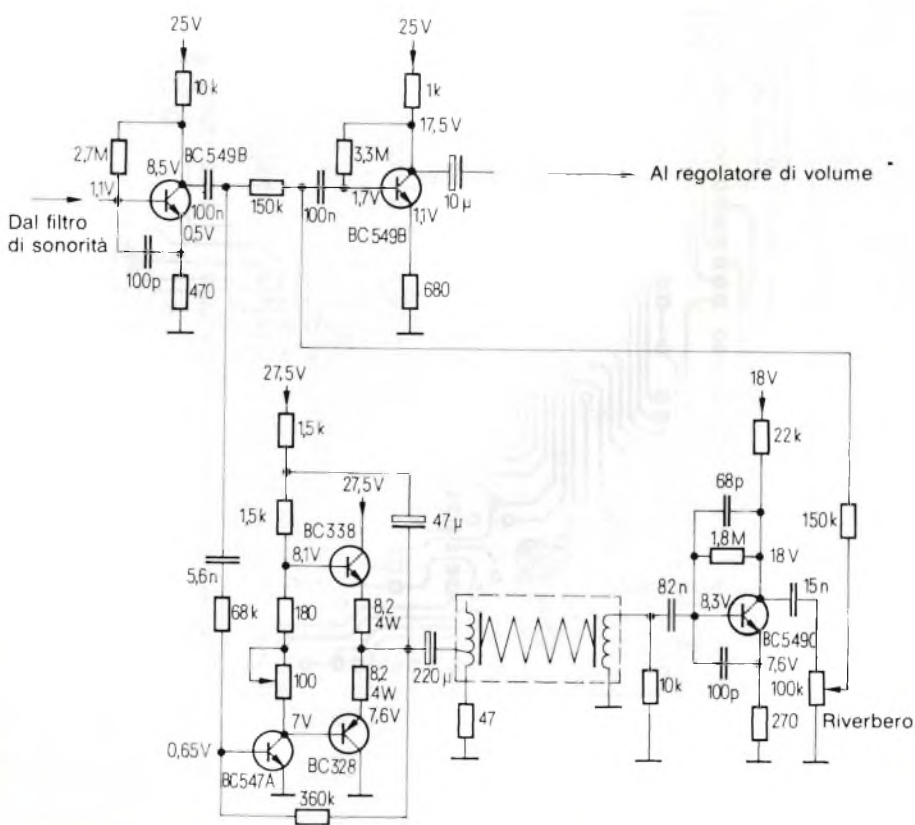 25V
25V
10k
1k
17,5V
2,7M
8,5V
BC549B
3,3M
1,1V
100n
150k
100n
1,7V
10µ
Al regolatore di volume
Dal filtro
di sonorità
0,5V
1,1V
BC549B
100p
470
680
27,5V
18V
1,5k
22k
27,5V
68p
1,5k
47µ
150k
BC338
1,8M
8,1V
18V
5,6n
82n
15n
68k
180
8,2
4W
8,3V
BC549C
100
8,2
4W
220µ
10k
100p
7,6V
100k
7V
7,6V
47
270
Riverbero
0,65V
BC547A
BC328
360k